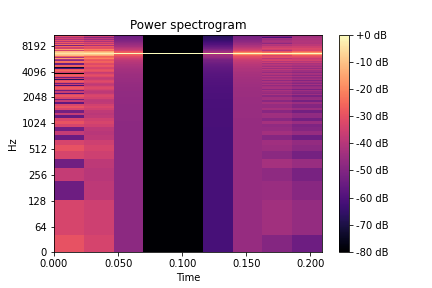 Power spectrogram
Hz
8192
4096
2048
1024
512
256
128
64
0
0.000 0.050 0.100 0.150 0.200
Time
+0 dB
-10 dB
-20 dB
-30 dB
-40 dB
-50 dB
-60 dB
-70 dB
-80 dB